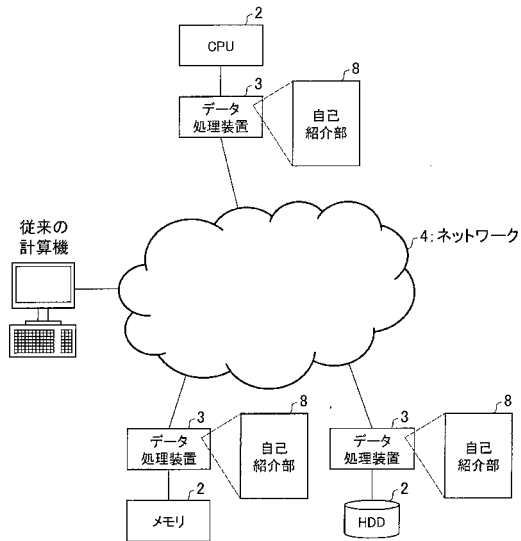 2
CPU
3
8
データ
処理装置
自己
紹介部
従来の
計算機
4:ネットワーク
3
8
3
8
データ
処理装置
自己
紹介部
データ
処理装置
自己
紹介部
2
2
メモリ
HDD